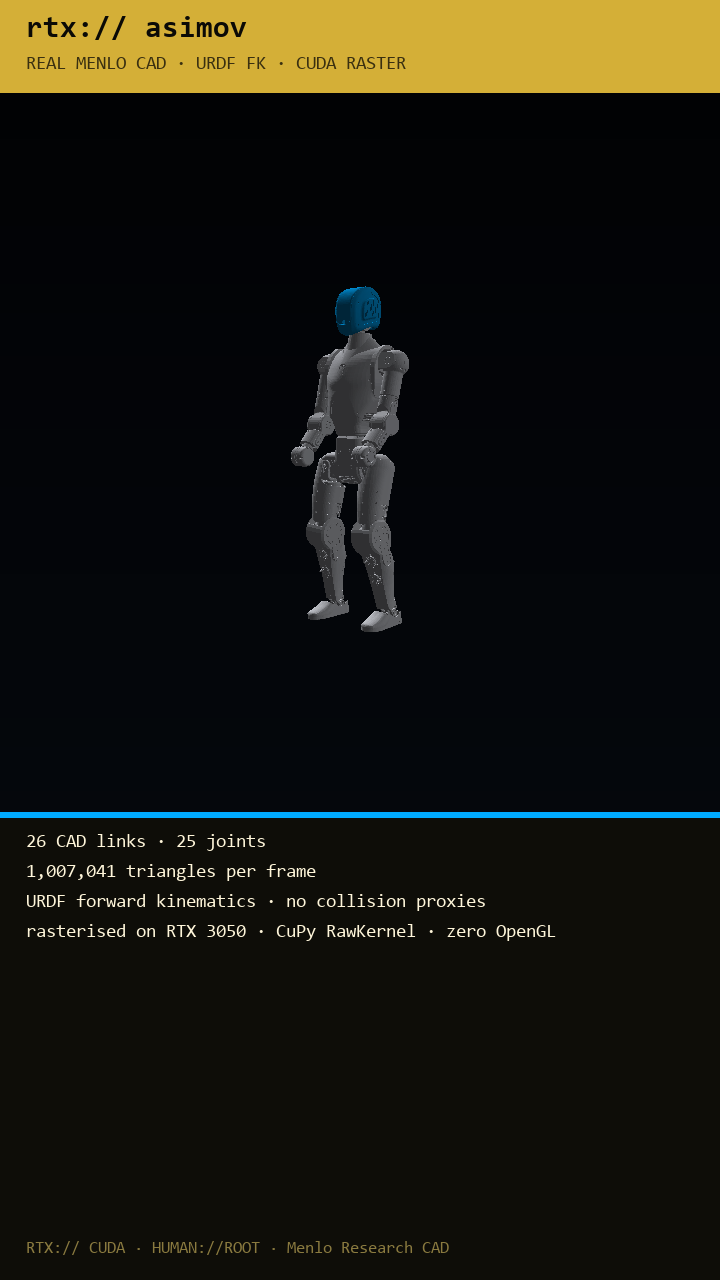 rtx:// asimov
REAL MENLO CAD · URDF FK · CUDA RASTER
26 CAD links · 25 joints
1,007,041 triangles per frame
URDF forward kinematics · no collision proxies
rasterised on RTX 3050 · CuPy RawKernel · zero OpenGL
RTX:// CUDA · HUMAN://ROOT · Menlo Research CAD